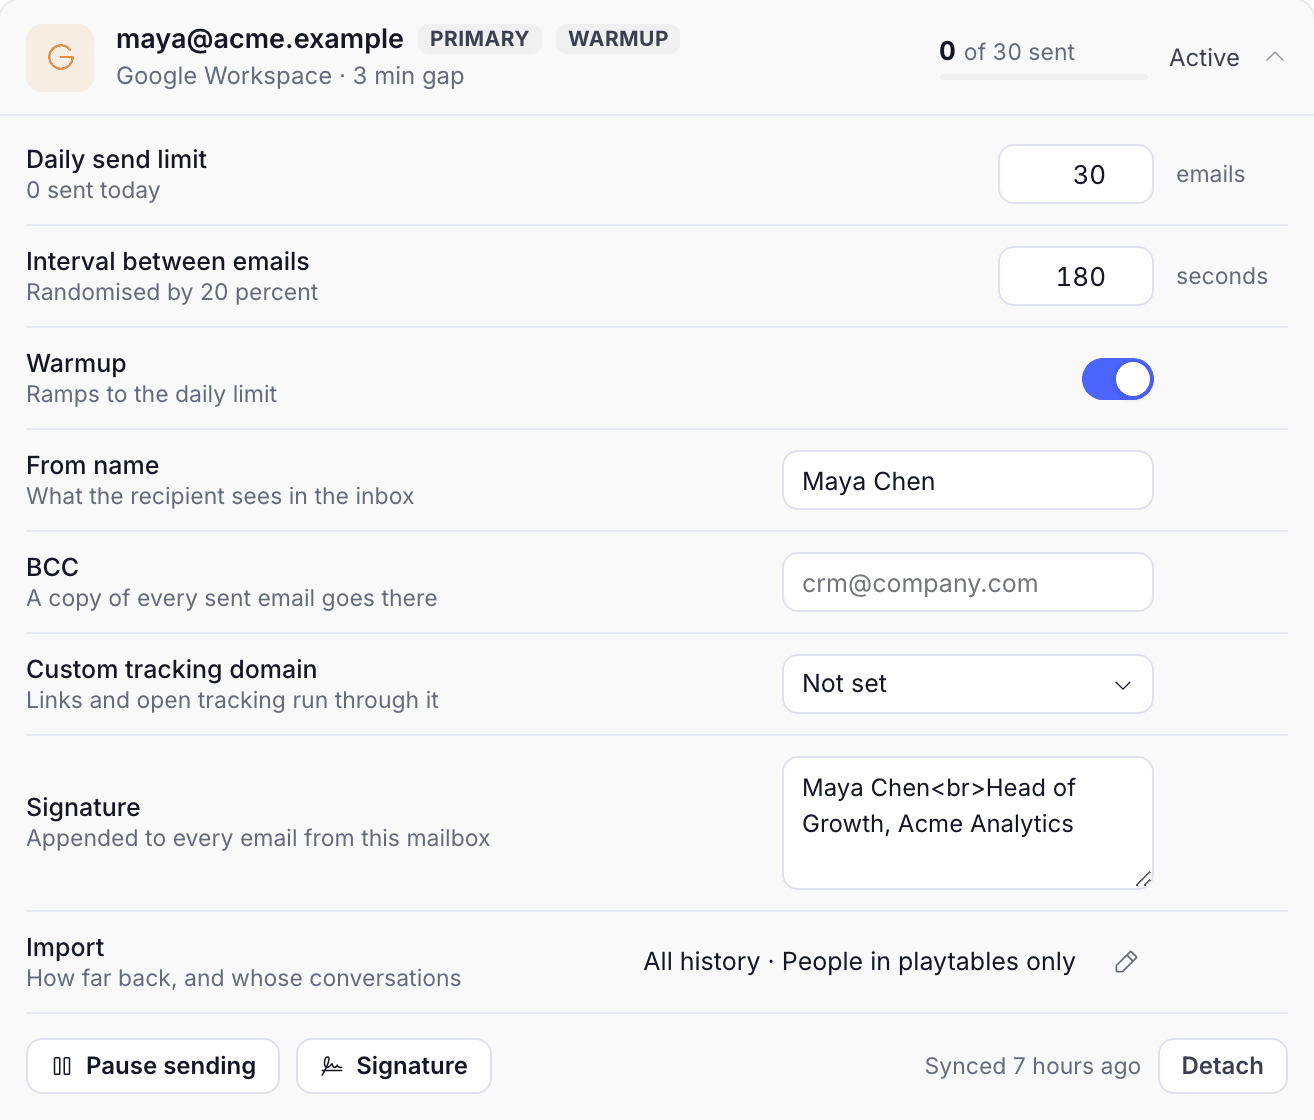 maya@acme.example PRIMARY WARMUP
Google Workspace · 3 min gap
0 of 30 sent
Active
Daily send limit
0 sent today
30 emails
Interval between emails
Randomised by 20 percent
180 seconds
Warmup
Ramps to the daily limit
From name
What the recipient sees in the inbox
Maya Chen
BCC
A copy of every sent email goes there
crm@company.com
Custom tracking domain
Links and open tracking run through it
Not set
Signature
Appended to every email from this mailbox
Maya Chen<br>Head of
Growth, Acme Analytics
Import
How far back, and whose conversations
All history · People in playtables only
Pause sending
Signature
Synced 7 hours ago
Detach